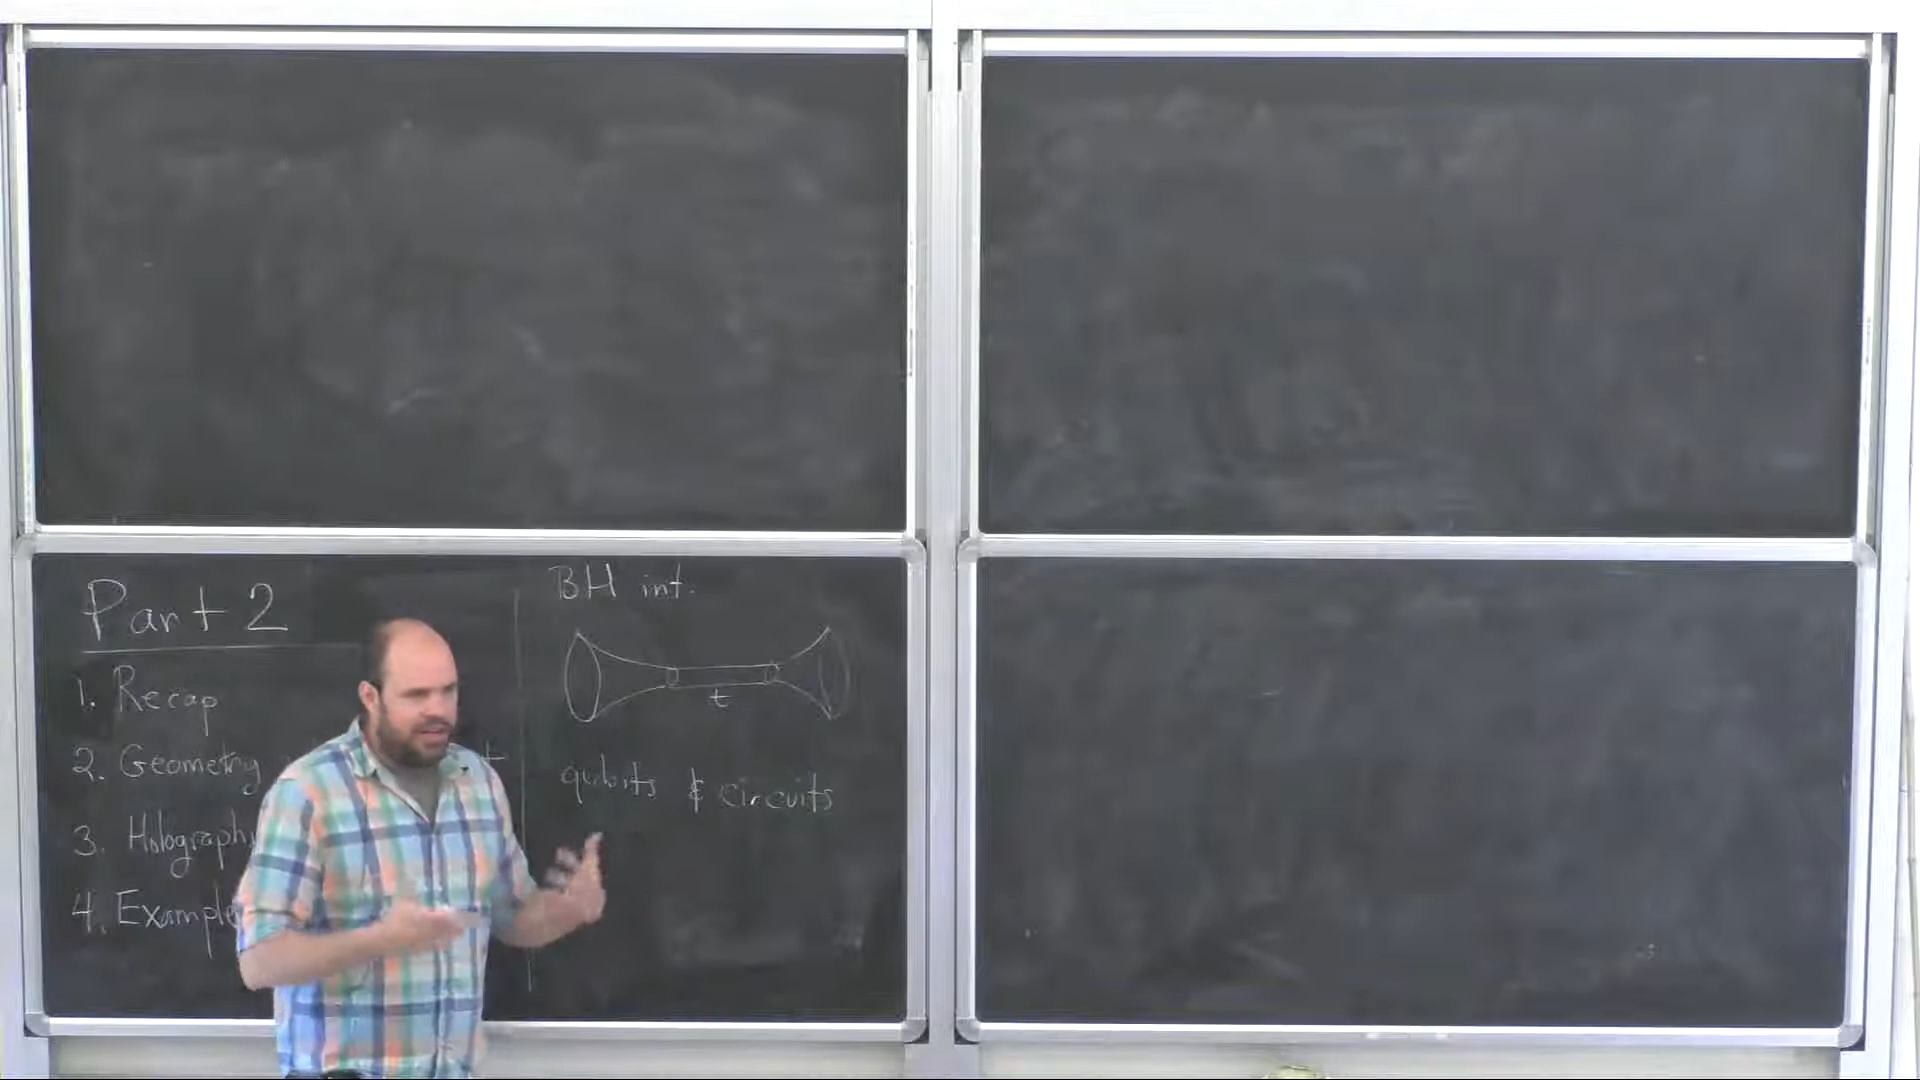 Part 2
1. Recap
2. Geometry
3. Holography
4. Example
BH int.
t
qubits & circuits